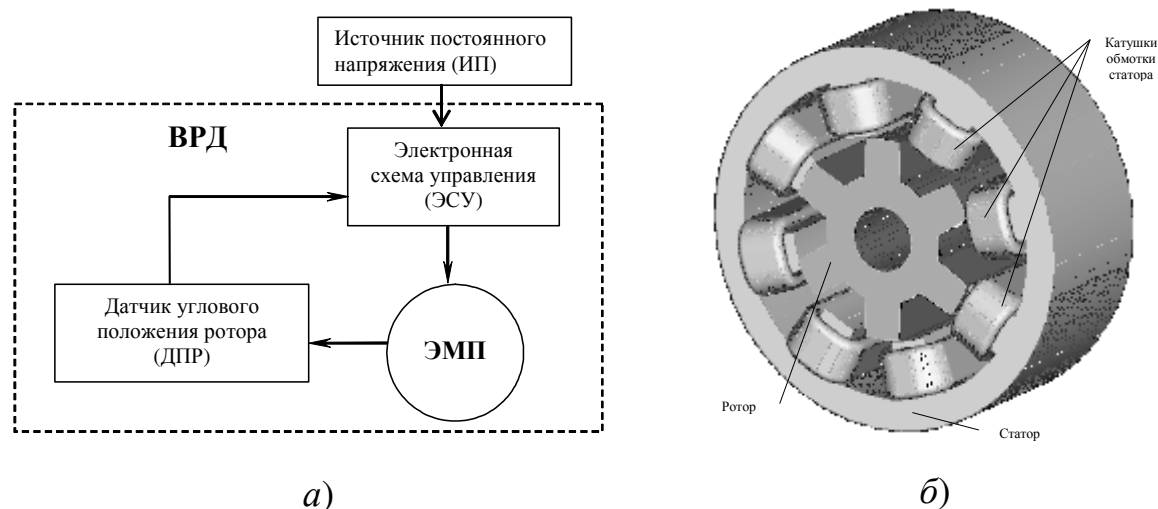 Источник постоянного
напряжения (ИП)
ВРД
Электронная
схема управления
(ЭСУ)
Датчик углового
положения ротора
(ДПР)
ЭМП
а)
Катушки
обмотки
статора
Ротор
Статор
б)